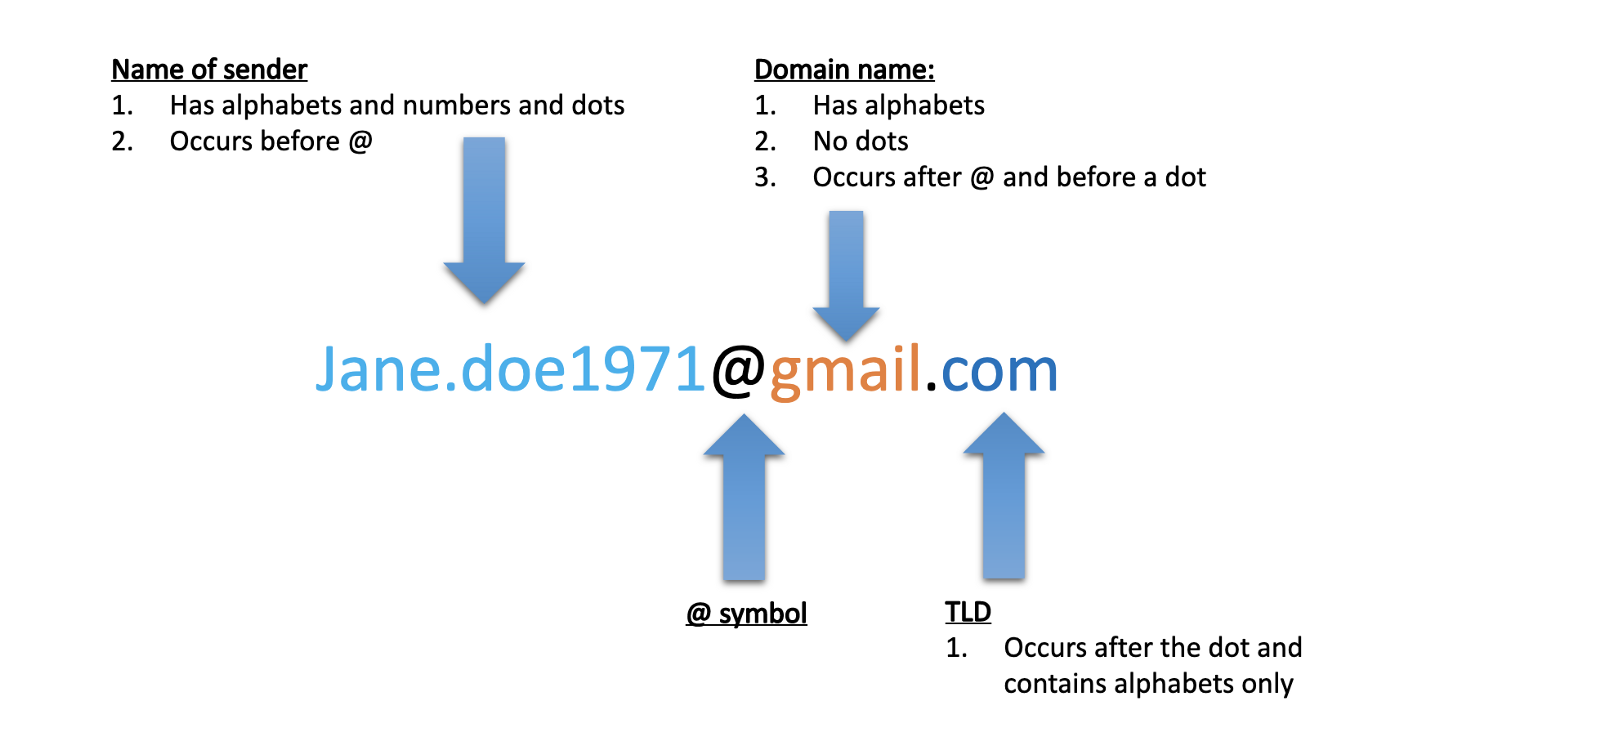 Name of sender
1. Has alphabets and numbers and dots
2. Occurs before @
Domain name:
1. Has alphabets
2. No dots
3. Occurs after @ and before a dot
Jane.doe1971@gmail.com
@ symbol
TLD
1. Occurs after the dot and
contains alphabets only